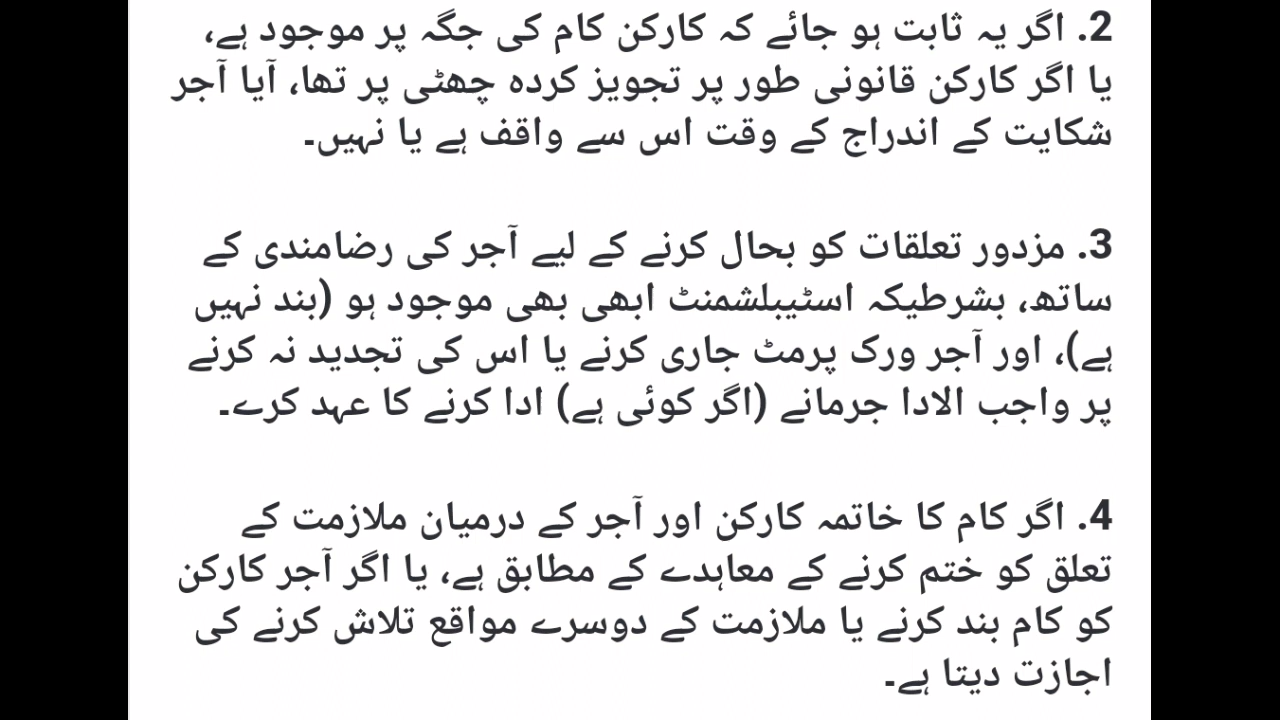 2. اگر یہ ثابت ہو جائے کہ کارکن کام کی جگہ پر موجود ہے،
یا اگر کارکن قانونی طور پر تجویز کردہ چھٹی پر تھا، آیا آجر
شکایت کے اندراج کے وقت اس سے واقف ہے یا نہیں۔
3. مزدور تعلقات کو بحال کرنے کے لیے آجر کی رضامندی کے
ساتھ، بشرطیکہ اسٹیبلشمنٹ ابھی بھی موجود ہو (بند نہیں
ہے)، اور آجر ورک پرمٹ جاری کرنے یا اس کی تجدید نہ کرنے
پر واجب الادا جرمانے (اگر کوئی ہے) ادا کرنے کا عہد کرے۔
4. اگر کام کا خاتمہ کارکن اور آجر کے درمیان ملازمت کے
تعلق کو ختم کرنے کے معاہدے کے مطابق ہے، یا اگر آجر کارکن
کو کام بند کرنے یا ملازمت کے دوسرے مواقع تلاش کرنے کی
اجازت دیتا ہے۔